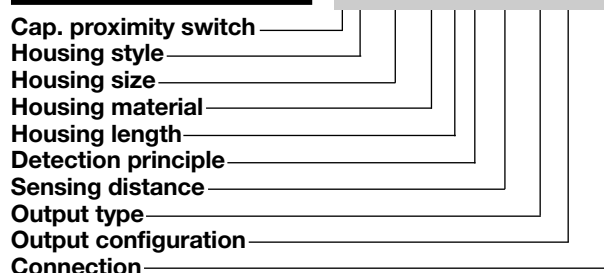 Cap. proximity switch
Housing style
Housing size
Housing material
Housing length
Detection principle
Sensing distance
Output type
Output configuration
Connection